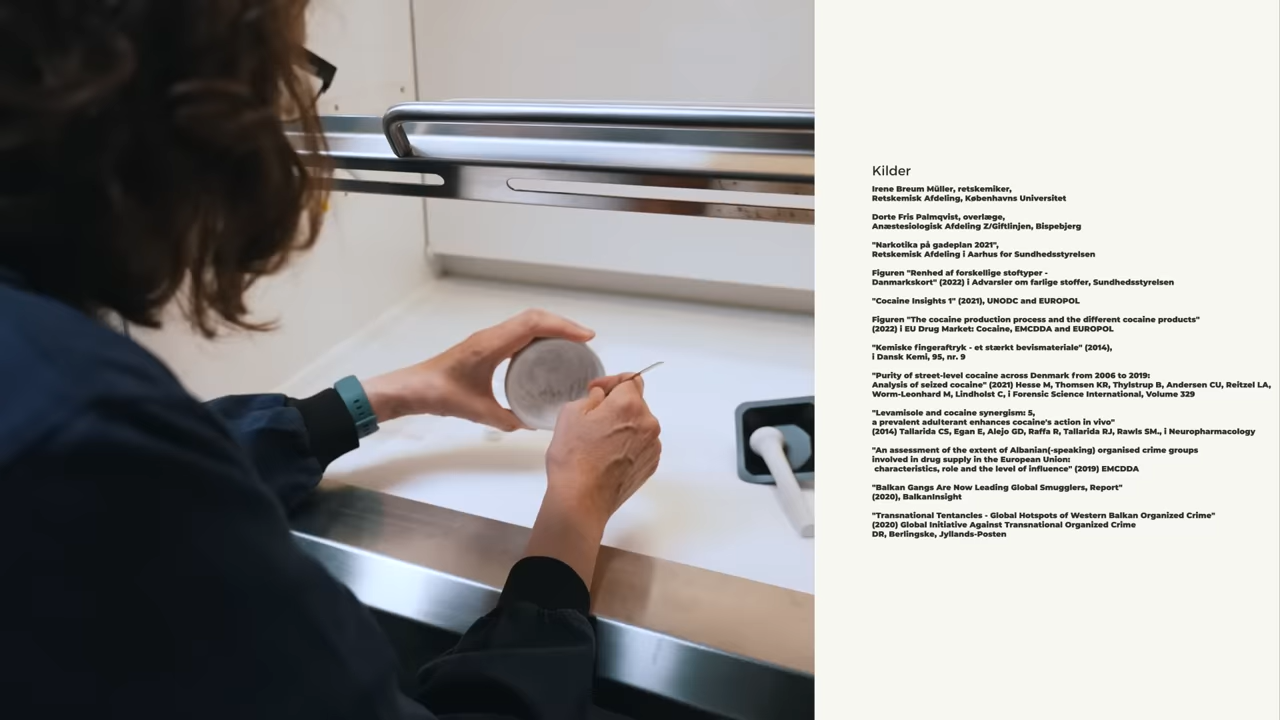 Kilder
Irene Breum Müller, retskemiker,
Retskemisk Afdeling, Københavns Universitet
Dorte Fris Palmqvist, overlæge,
Anæstesiologisk Afdeling Z/Giftlinjen, Bispebjerg
"Narkotika på gadeplan 2021",
Retskemisk Afdeling i Aarhus for Sundhedsstyrelsen
Figuren "Renhed af forskellige stoftyper -
Danmarkskort" (2022) i Advarsler om farlige stoffer, Sundhedsstyrelsen
"Cocaine Insights 1" (2021), UNODC and EUROPOL
Figuren "The cocaine production process and the different cocaine products"
(2022) i EU Drug Market: Cocaine, EMCDDA and EUROPOL
"Kemiske fingeraftryk - et stærkt bevismateriale" (2014),
i Dansk Kemi, 95, nr. 9
"Purity of street-level cocaine across Denmark from 2006 to 2019:
Analysis of seized cocaine" (2021) Hesse M, Thomsen KR, Thylstrup B, Andersen CU, Reitzel LA,
Worm-Leonhard M, Lindholst C, i Forensic Science International, Volume 329
"Levamisole and cocaine synergism: 5,
a prevalent adulterant enhances cocaine's action in vivo"
(2014) Tallarida CS, Egan E, Alejo GD, Raffa R, Tallarida RJ, Rawls SM., i Neuropharmacology
"An assessment of the extent of Albanian(-speaking) organised crime groups
involved in drug supply in the European Union:
characteristics, role and the level of influence" (2019) EMCDDA
"Balkan Gangs Are Now Leading Global Smugglers, Report"
(2020), BalkanInsight
"Transnational Tentancles - Global Hotspots of Western Balkan Organized Crime"
(2020) Global Initiative Against Transnational Organized Crime
DR, Berlingske, Jyllands-Posten